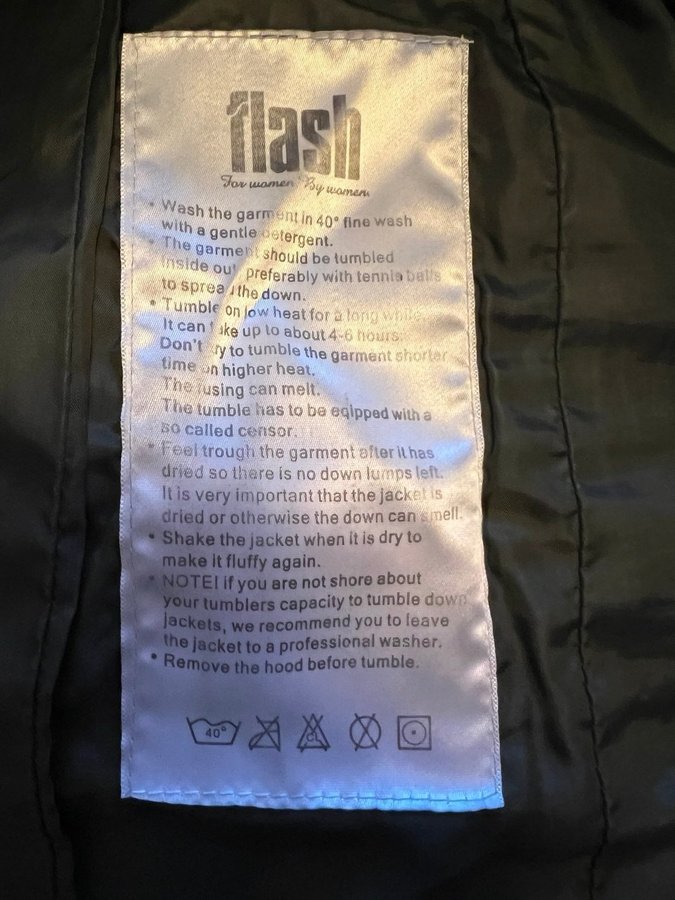 flash
For women By women
• Wash the garment in 40° fine wash
with a gentle detergent.
• The garment should be tumbled
inside out preferably with tennis balls
to spread the down.
• Tumble on low heat for a long while.
It can take up to about 4-6 hours.
Don't try to tumble the garment shorter
time on higher heat.
The fusing can melt.
The tumble has to be eqipped with a
so called censor.
• Feel trough the garment after it has
dried so there is no down lumps left.
It is very important that the jacket is
dried or otherwise the down can smell.
• Shake the jacket when it is dry to
make it fluffy again.
• NOTE! if you are not shore about
your tumblers capacity to tumble down
jackets, we recommend you to leave
the jacket to a professional washer.
• Remove the hood before tumble.
40°